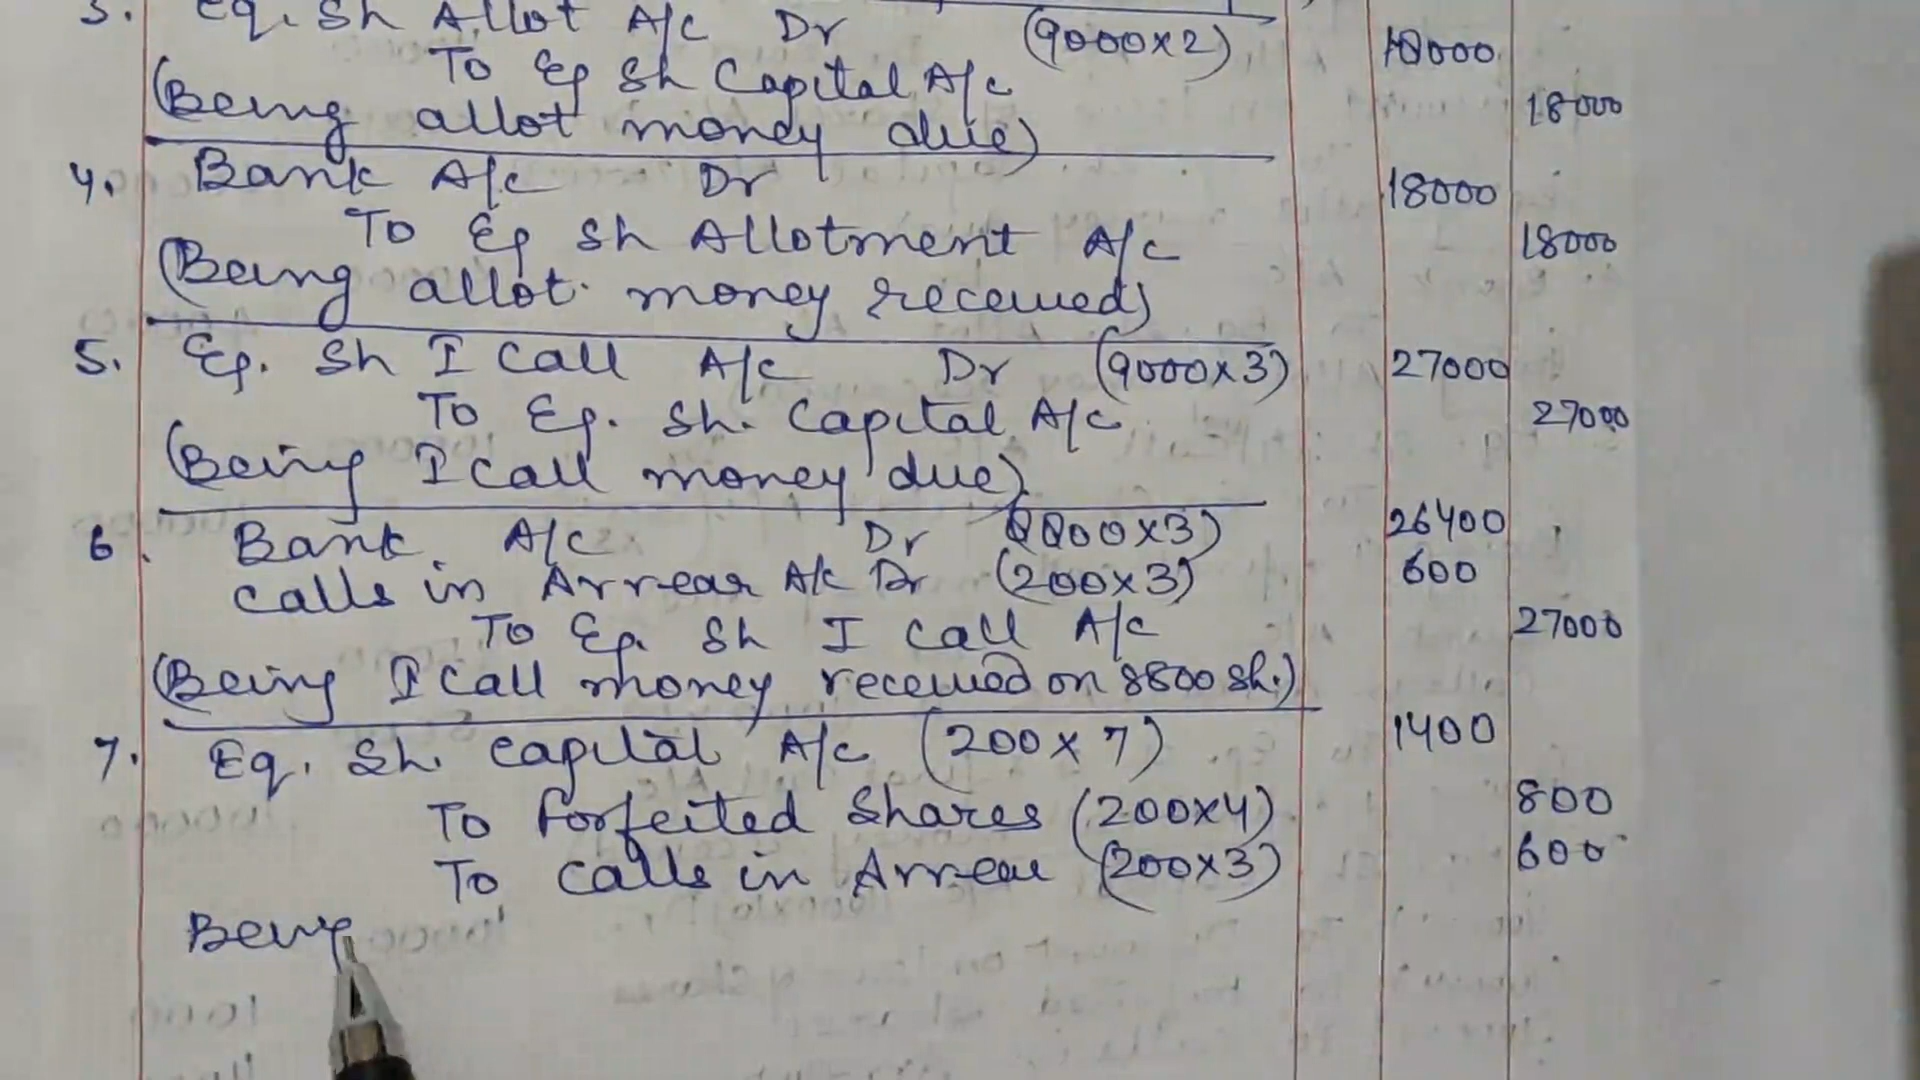 3. Eq. Sh Allot A/c Dr (9000×2) 18000
To Eq Sh Capital A/c 18000
(Being allot money due)
4. Bank A/c Dr 18000
To Eq Sh Allotment A/c 18000
(Being allot. money received)
5. Eq. Sh I Call A/c Dr (9000×3) 27000
To Eq. Sh. Capital A/c 27000
(Being I Call money due)
6. Bank A/c Dr (8800×3) 26400
Calls in Arrear A/c Dr (200×3) 600
To Eq. Sh I Call A/c 27000
(Being I Call money received on 8800 sh.)
7. Eq. Sh. Capital A/c (200×7) 1400
To Forfeited Shares (200×4) 800
To Calls in Arrear (200×3) 600
Being